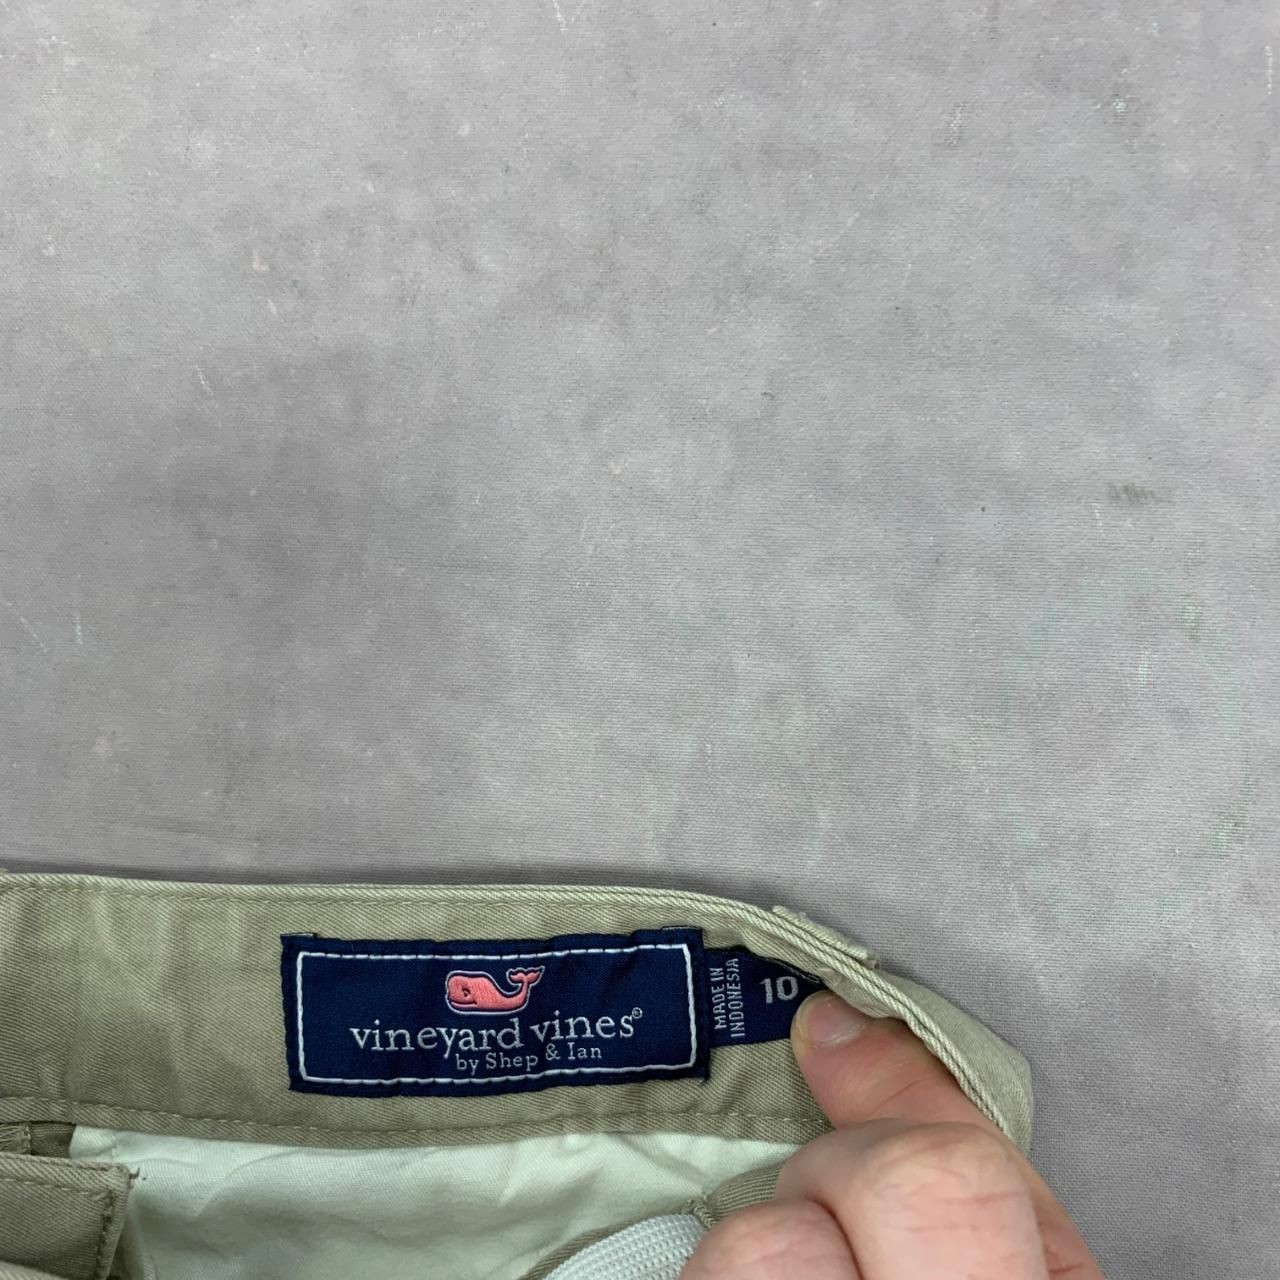 vineyard vines®
by Shep & Ian
MADE IN
INDONESIA
10